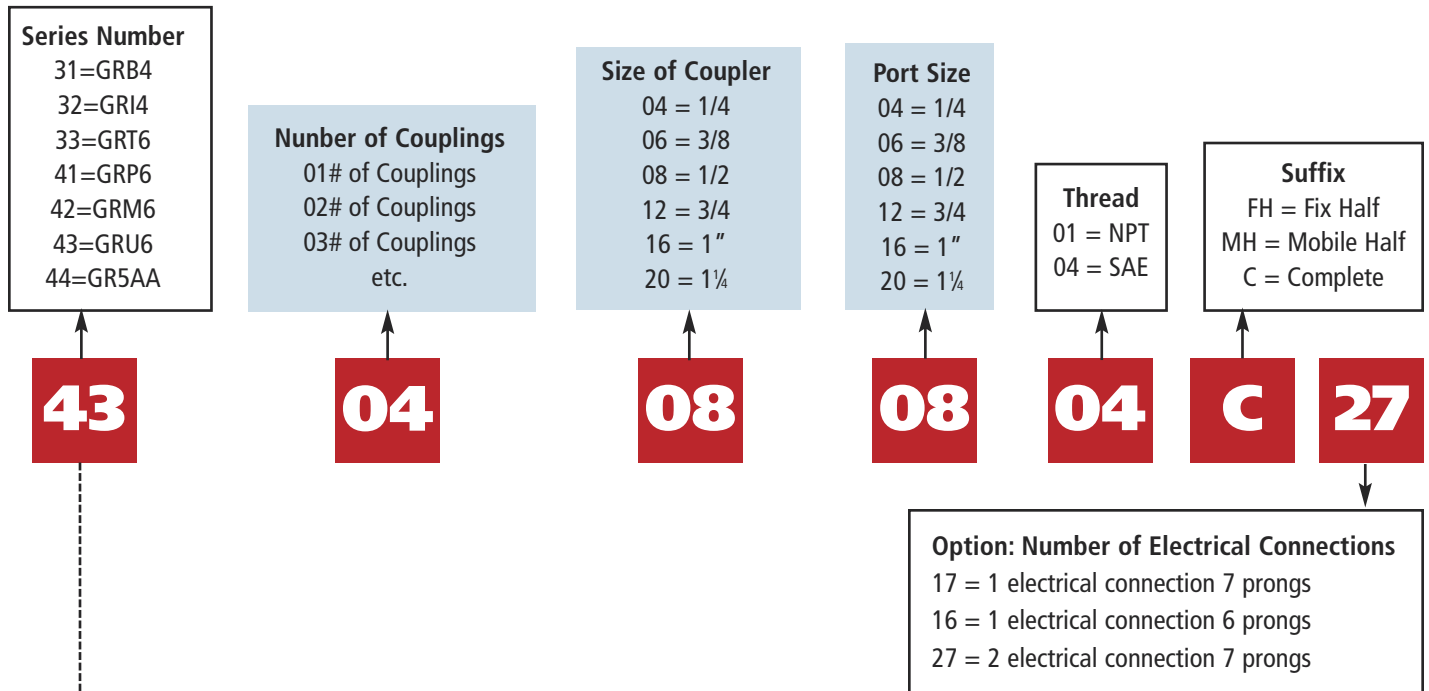 Series Number
31=GRB4
32=GRI4
33=GRT6
41=GRP6
42=GRM6
43=GRU6
44=GR5AA
Nunber of Couplings
01# of Couplings
02# of Couplings
03# of Couplings
etc.
Size of Coupler
04 = 1/4
06 = 3/8
08 = 1/2
12 = 3/4
16 = 1″
20 = 1¼
Port Size
04 = 1/4
06 = 3/8
08 = 1/2
12 = 3/4
16 = 1″
20 = 1¼
Thread
01 = NPT
04 = SAE
Suffix
FH = Fix Half
MH = Mobile Half
C = Complete
43 04 08 08 04 C 27
Option: Number of Electrical Connections
17 = 1 electrical connection 7 prongs
16 = 1 electrical connection 6 prongs
27 = 2 electrical connection 7 prongs